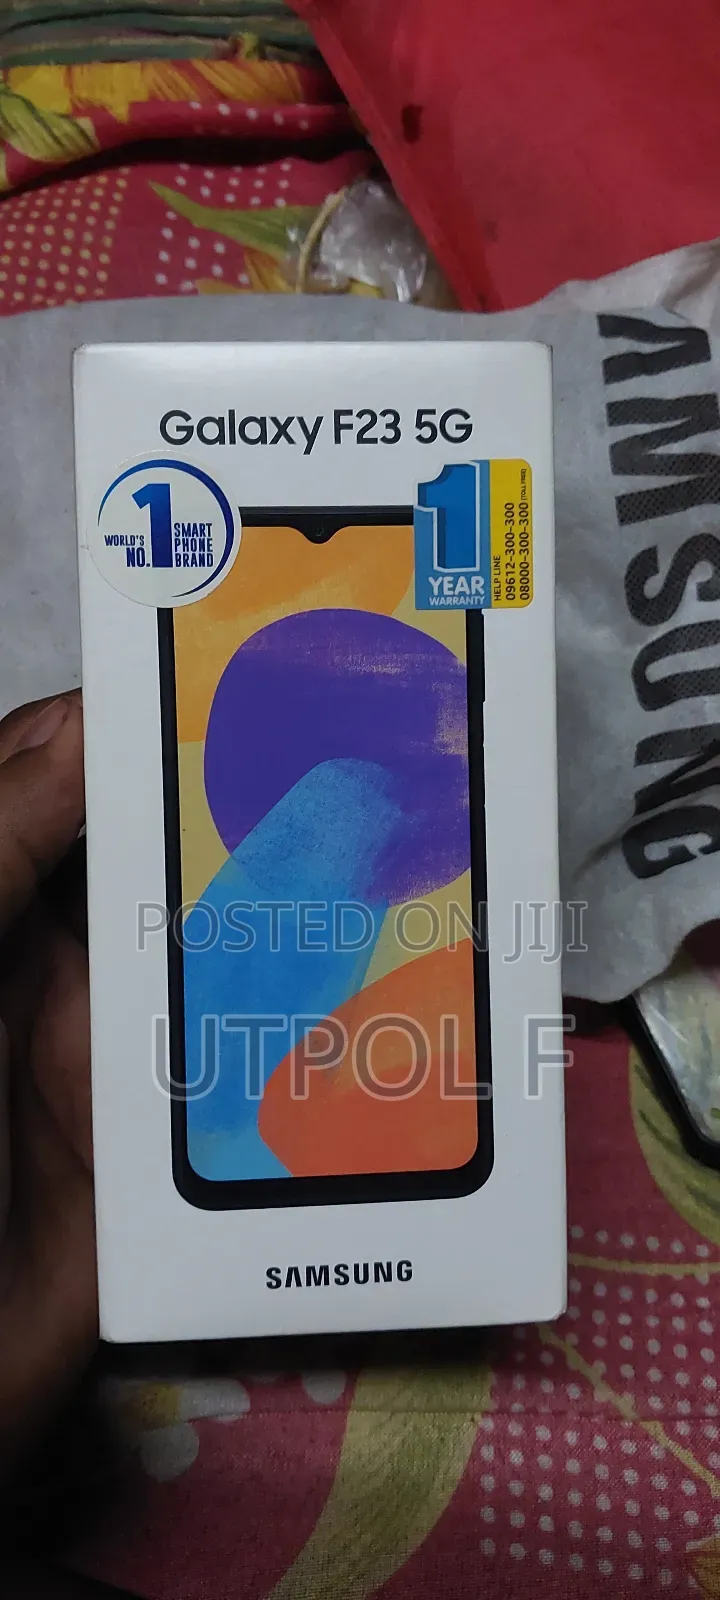 Galaxy F23 5G
WORLD'S
NO.
1
SMART
PHONE
BRAND
1
YEAR
WARRANTY
HELP LINE
09612-300-300
08000-300-300 (TOLL FREE)
SAMSUNG
POSTED ON JIJI
UTPOL F
SAMSUNG